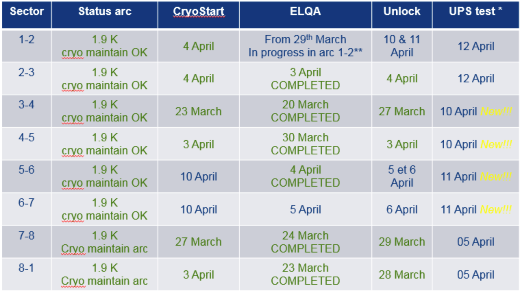 Sector Status arc CryoStart ELQA Unlock UPS test *
1-2 1.9 K cryo maintain OK 4 April From 29th March In progress in arc 1-2** 10 & 11 April 12 April
2-3 1.9 K cryo maintain OK 4 April 3 April COMPLETED 4 April 12 April
3-4 1.9 K cryo maintain OK 23 March 20 March COMPLETED 27 March 10 April New!!!
4-5 1.9 K cryo maintain OK 3 April 30 March COMPLETED 3 April 10 April New!!!
5-6 1.9 K cryo maintain OK 10 April 4 April COMPLETED 5 et 6 April 11 April New!!!
6-7 1.9 K cryo maintain OK 10 April 5 April 6 April 11 April New!!!
7-8 1.9 K Cryo maintain arc 27 March 24 March COMPLETED 29 March 05 April
8-1 1.9 K Cryo maintain arc 3 April 23 March COMPLETED 28 March 05 April